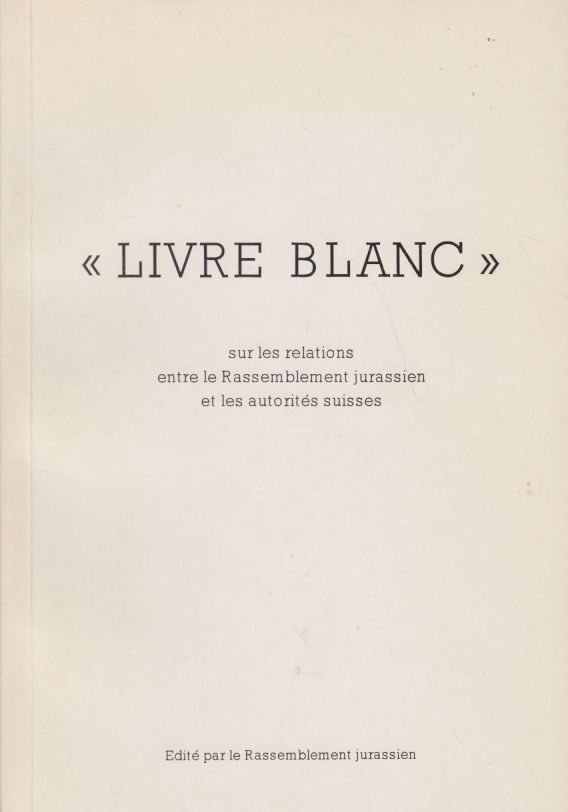 « LIVRE BLANC »
sur les relations
entre le Rassemblement jurassien
et les autorités suisses
Edité par le Rassemblement jurassien